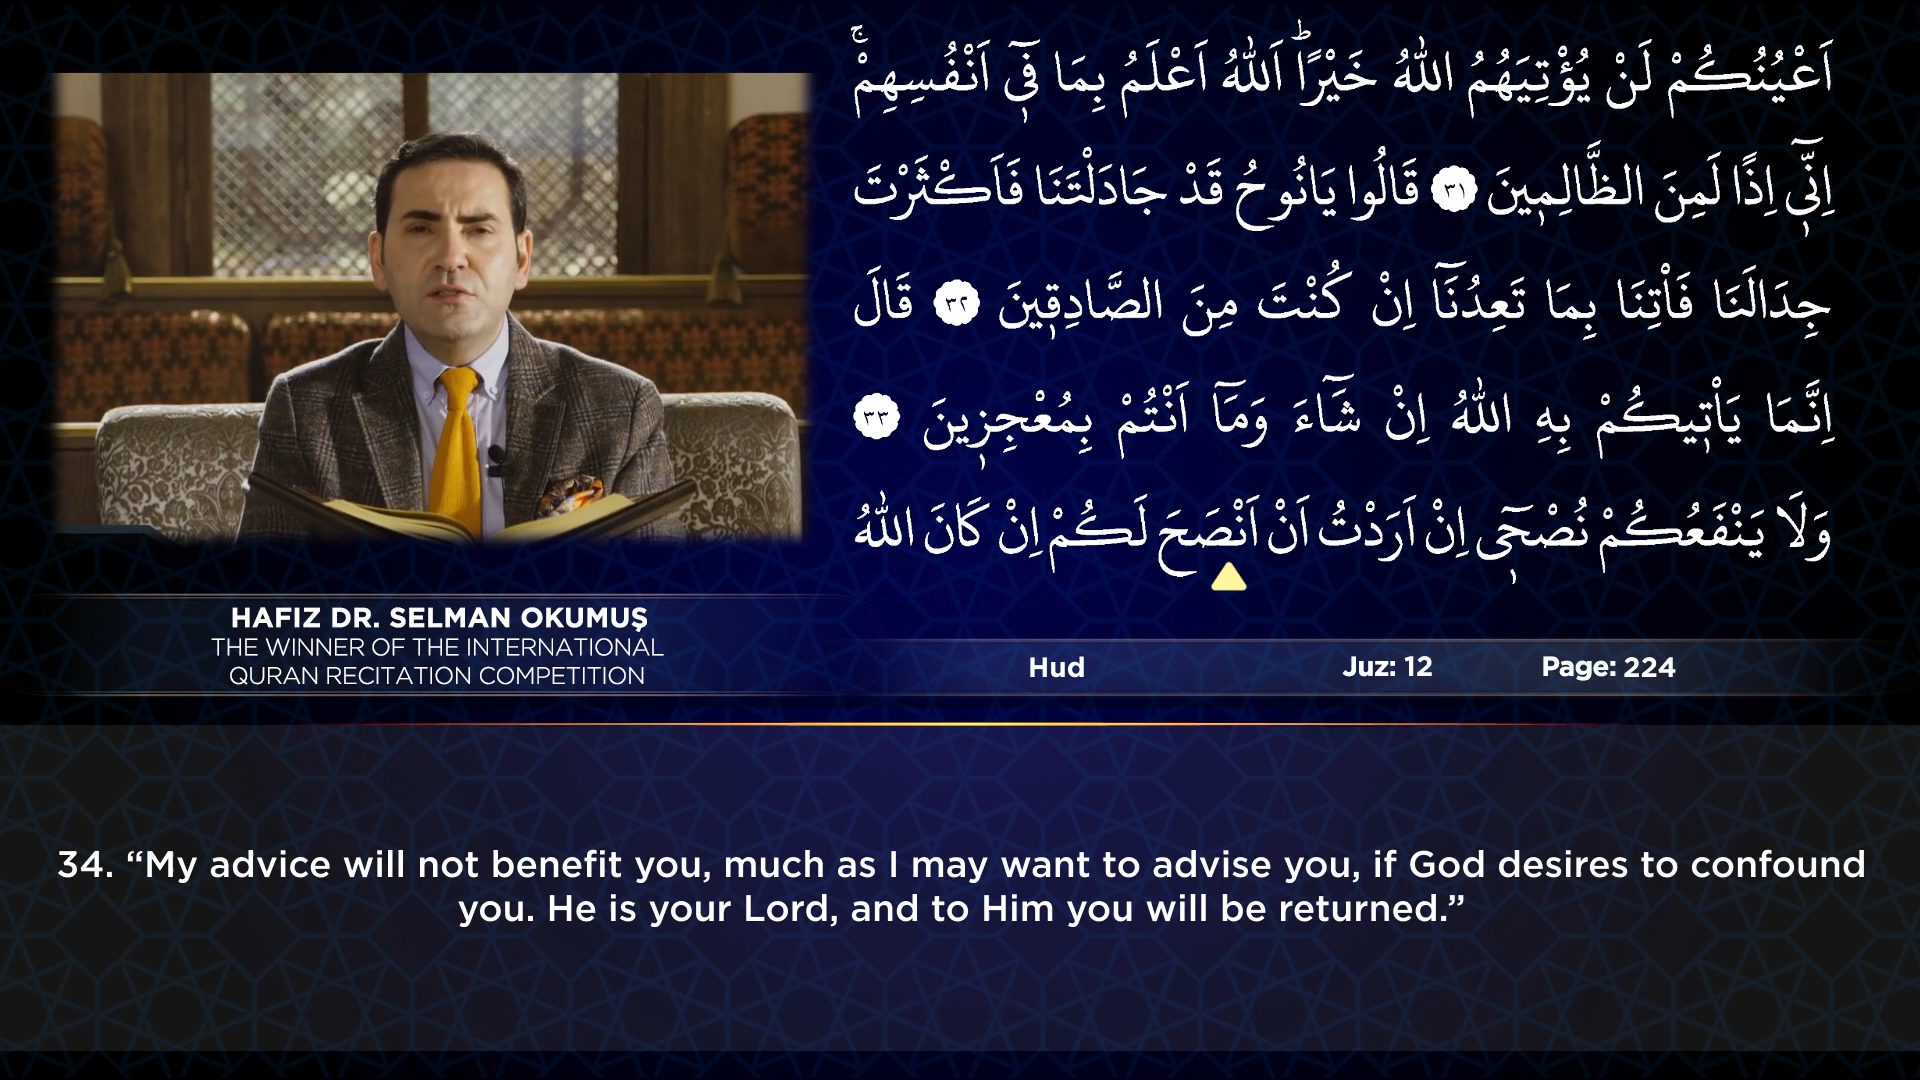 اَعْيُنُكُمْ لَنْ يُؤْتِيَهُمُ اللّٰهُ خَيْرًاۜ اَللّٰهُ اَعْلَمُ بِمَا ف۪ٓي اَنْفُسِهِمْۚ
اِنّ۪ٓي اِذًا لَمِنَ الظَّالِم۪ينَ ٣١ قَالُوا يَانُوحُ قَدْ جَادَلْتَنَا فَاَكْثَرْتَ
جِدَالَنَا فَاْتِنَا بِمَا تَعِدُنَٓا اِنْ كُنْتَ مِنَ الصَّادِق۪ينَ ٣٢ قَالَ
اِنَّمَا يَاْت۪يكُمْ بِهِ اللّٰهُ اِنْ شَٓاءَ وَمَٓا اَنْتُمْ بِمُعْجِز۪ينَ ٣٣
وَلَا يَنْفَعُكُمْ نُصْح۪ٓي اِنْ اَرَدْتُ اَنْ اَنْصَحَ لَكُمْ اِنْ كَانَ اللّٰهُ
HAFIZ DR. SELMAN OKUMUŞ
THE WINNER OF THE INTERNATIONAL
QURAN RECITATION COMPETITION
Hud Juz: 12 Page: 224
34. “My advice will not benefit you, much as I may want to advise you, if God desires to confound
you. He is your Lord, and to Him you will be returned.”